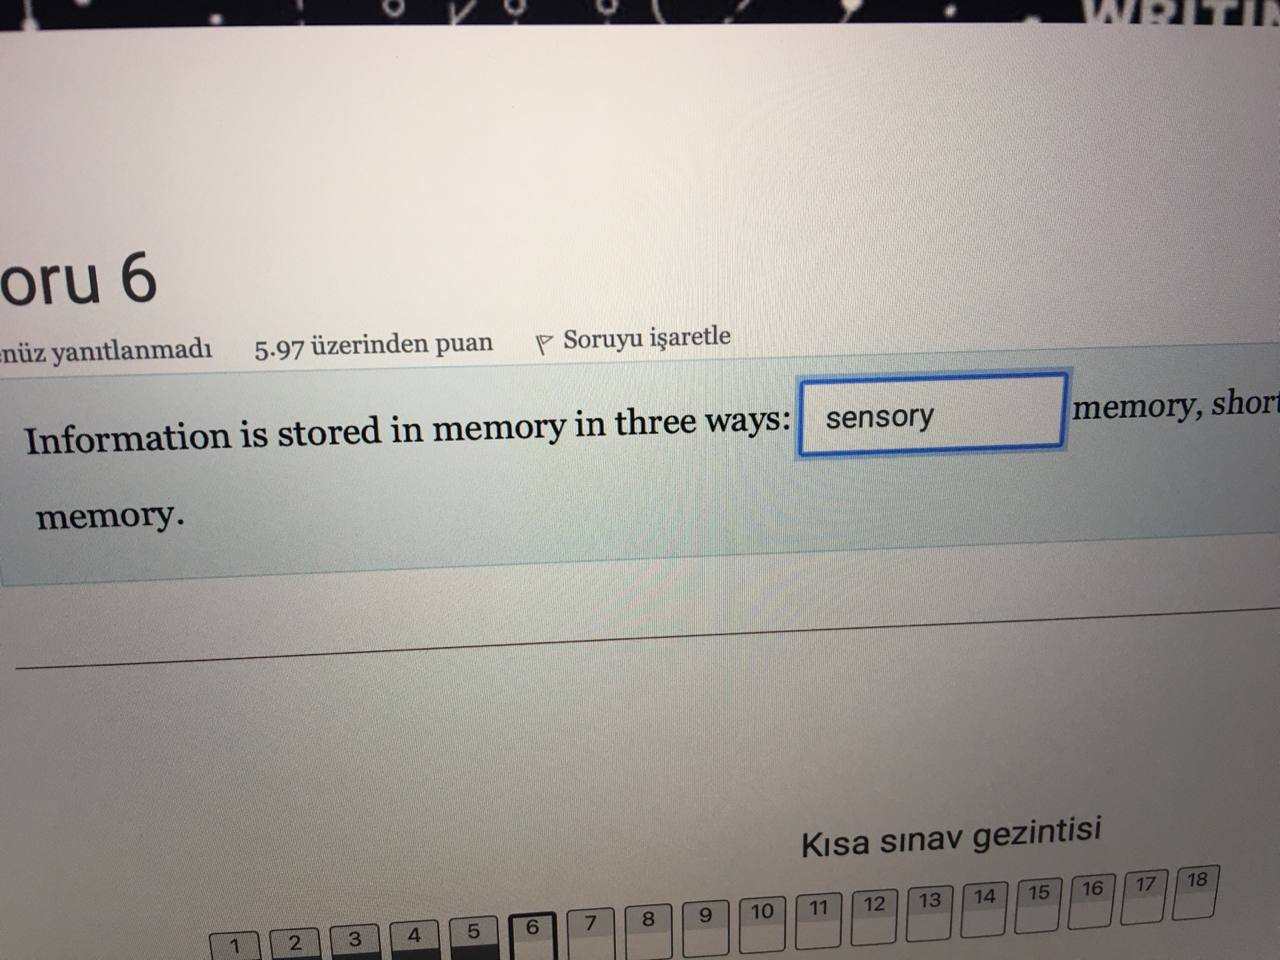 WRITIN
oru 6
nüz yanıtlanmadı 5.97 üzerinden puan Soruyu işaretle
Information is stored in memory in three ways: sensory memory, short
memory.
Kısa sınav gezintisi
1 2 3 4 5 6 7 8 9 10 11 12 13 14 15 16 17 18